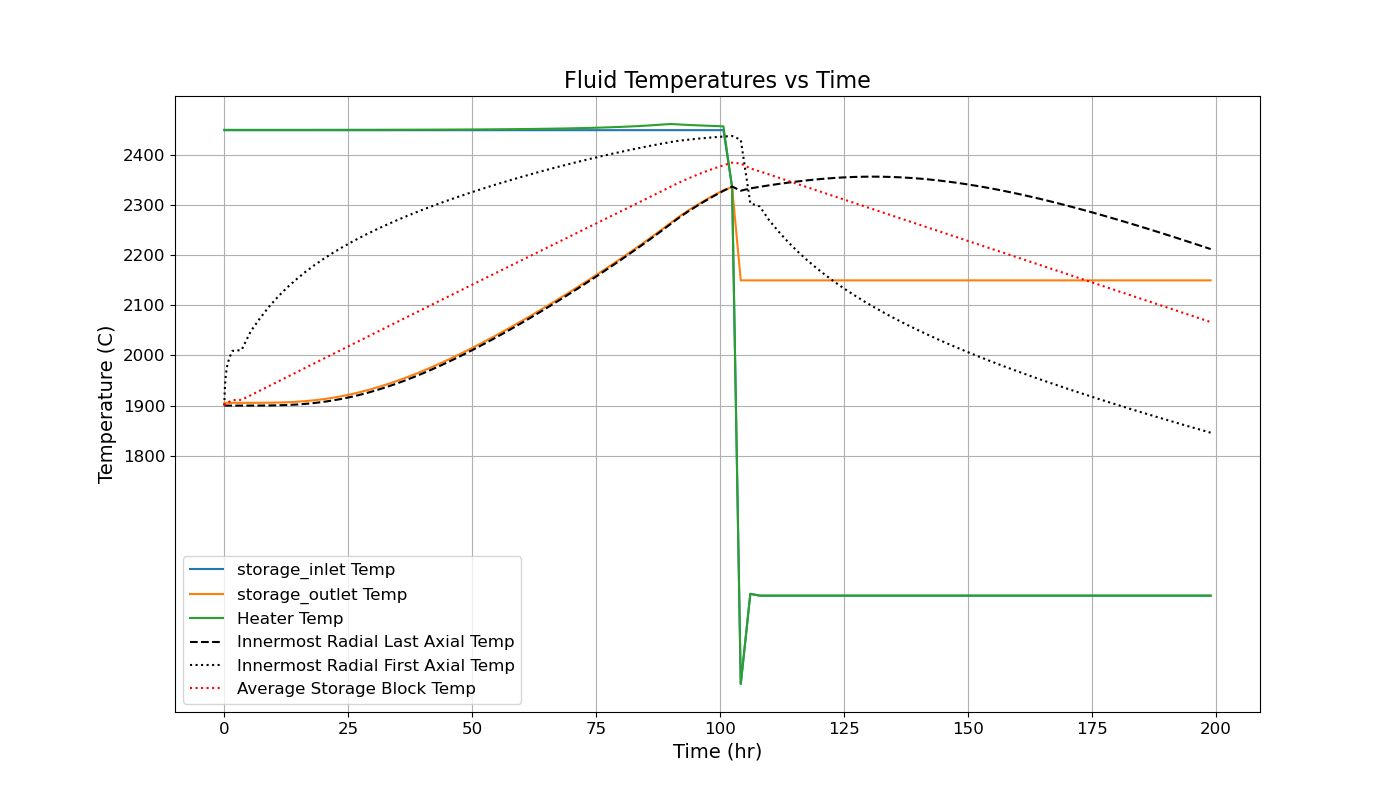 Fluid Temperatures vs Time
Temperature (C)
2400
2300
2200
2100
2000
1900
1800
storage_inlet Temp
storage_outlet Temp
Heater Temp
Innermost Radial Last Axial Temp
Innermost Radial First Axial Temp
Average Storage Block Temp
0 25 50 75 100 125 150 175 200
Time (hr)